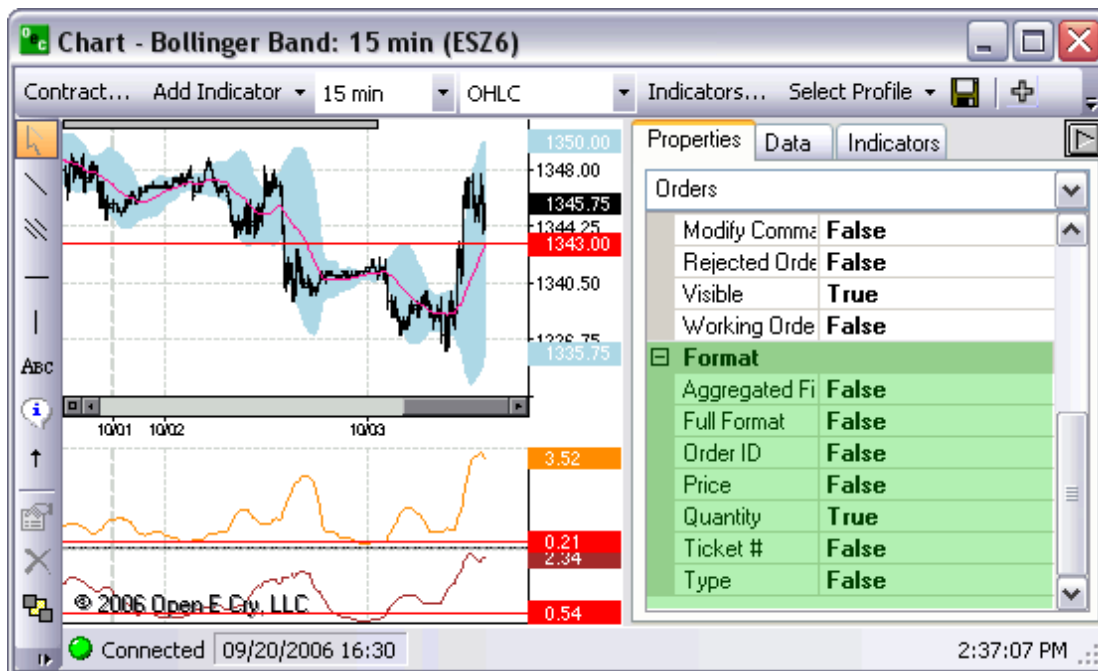 Oec Chart - Bollinger Band: 15 min (ESZ6)
Contract... Add Indicator 15 min OHLC Indicators... Select Profile
Properties Data Indicators
Orders
Modify Comma False
Rejected Orde False
Visible True
Working Orde False
Format
Aggregated Fi False
Full Format False
Order ID False
Price False
Quantity True
Ticket # False
Type False
1350.00
1348.00
1345.75
1344.25
1343.00
1340.50
1336.75
1335.75
ABC
10/01 10/02 10/03
3.52
0.21
2.34
0.54
© 2006 Open E Cry, LLC
Connected 09/20/2006 16:30 2:37:07 PM